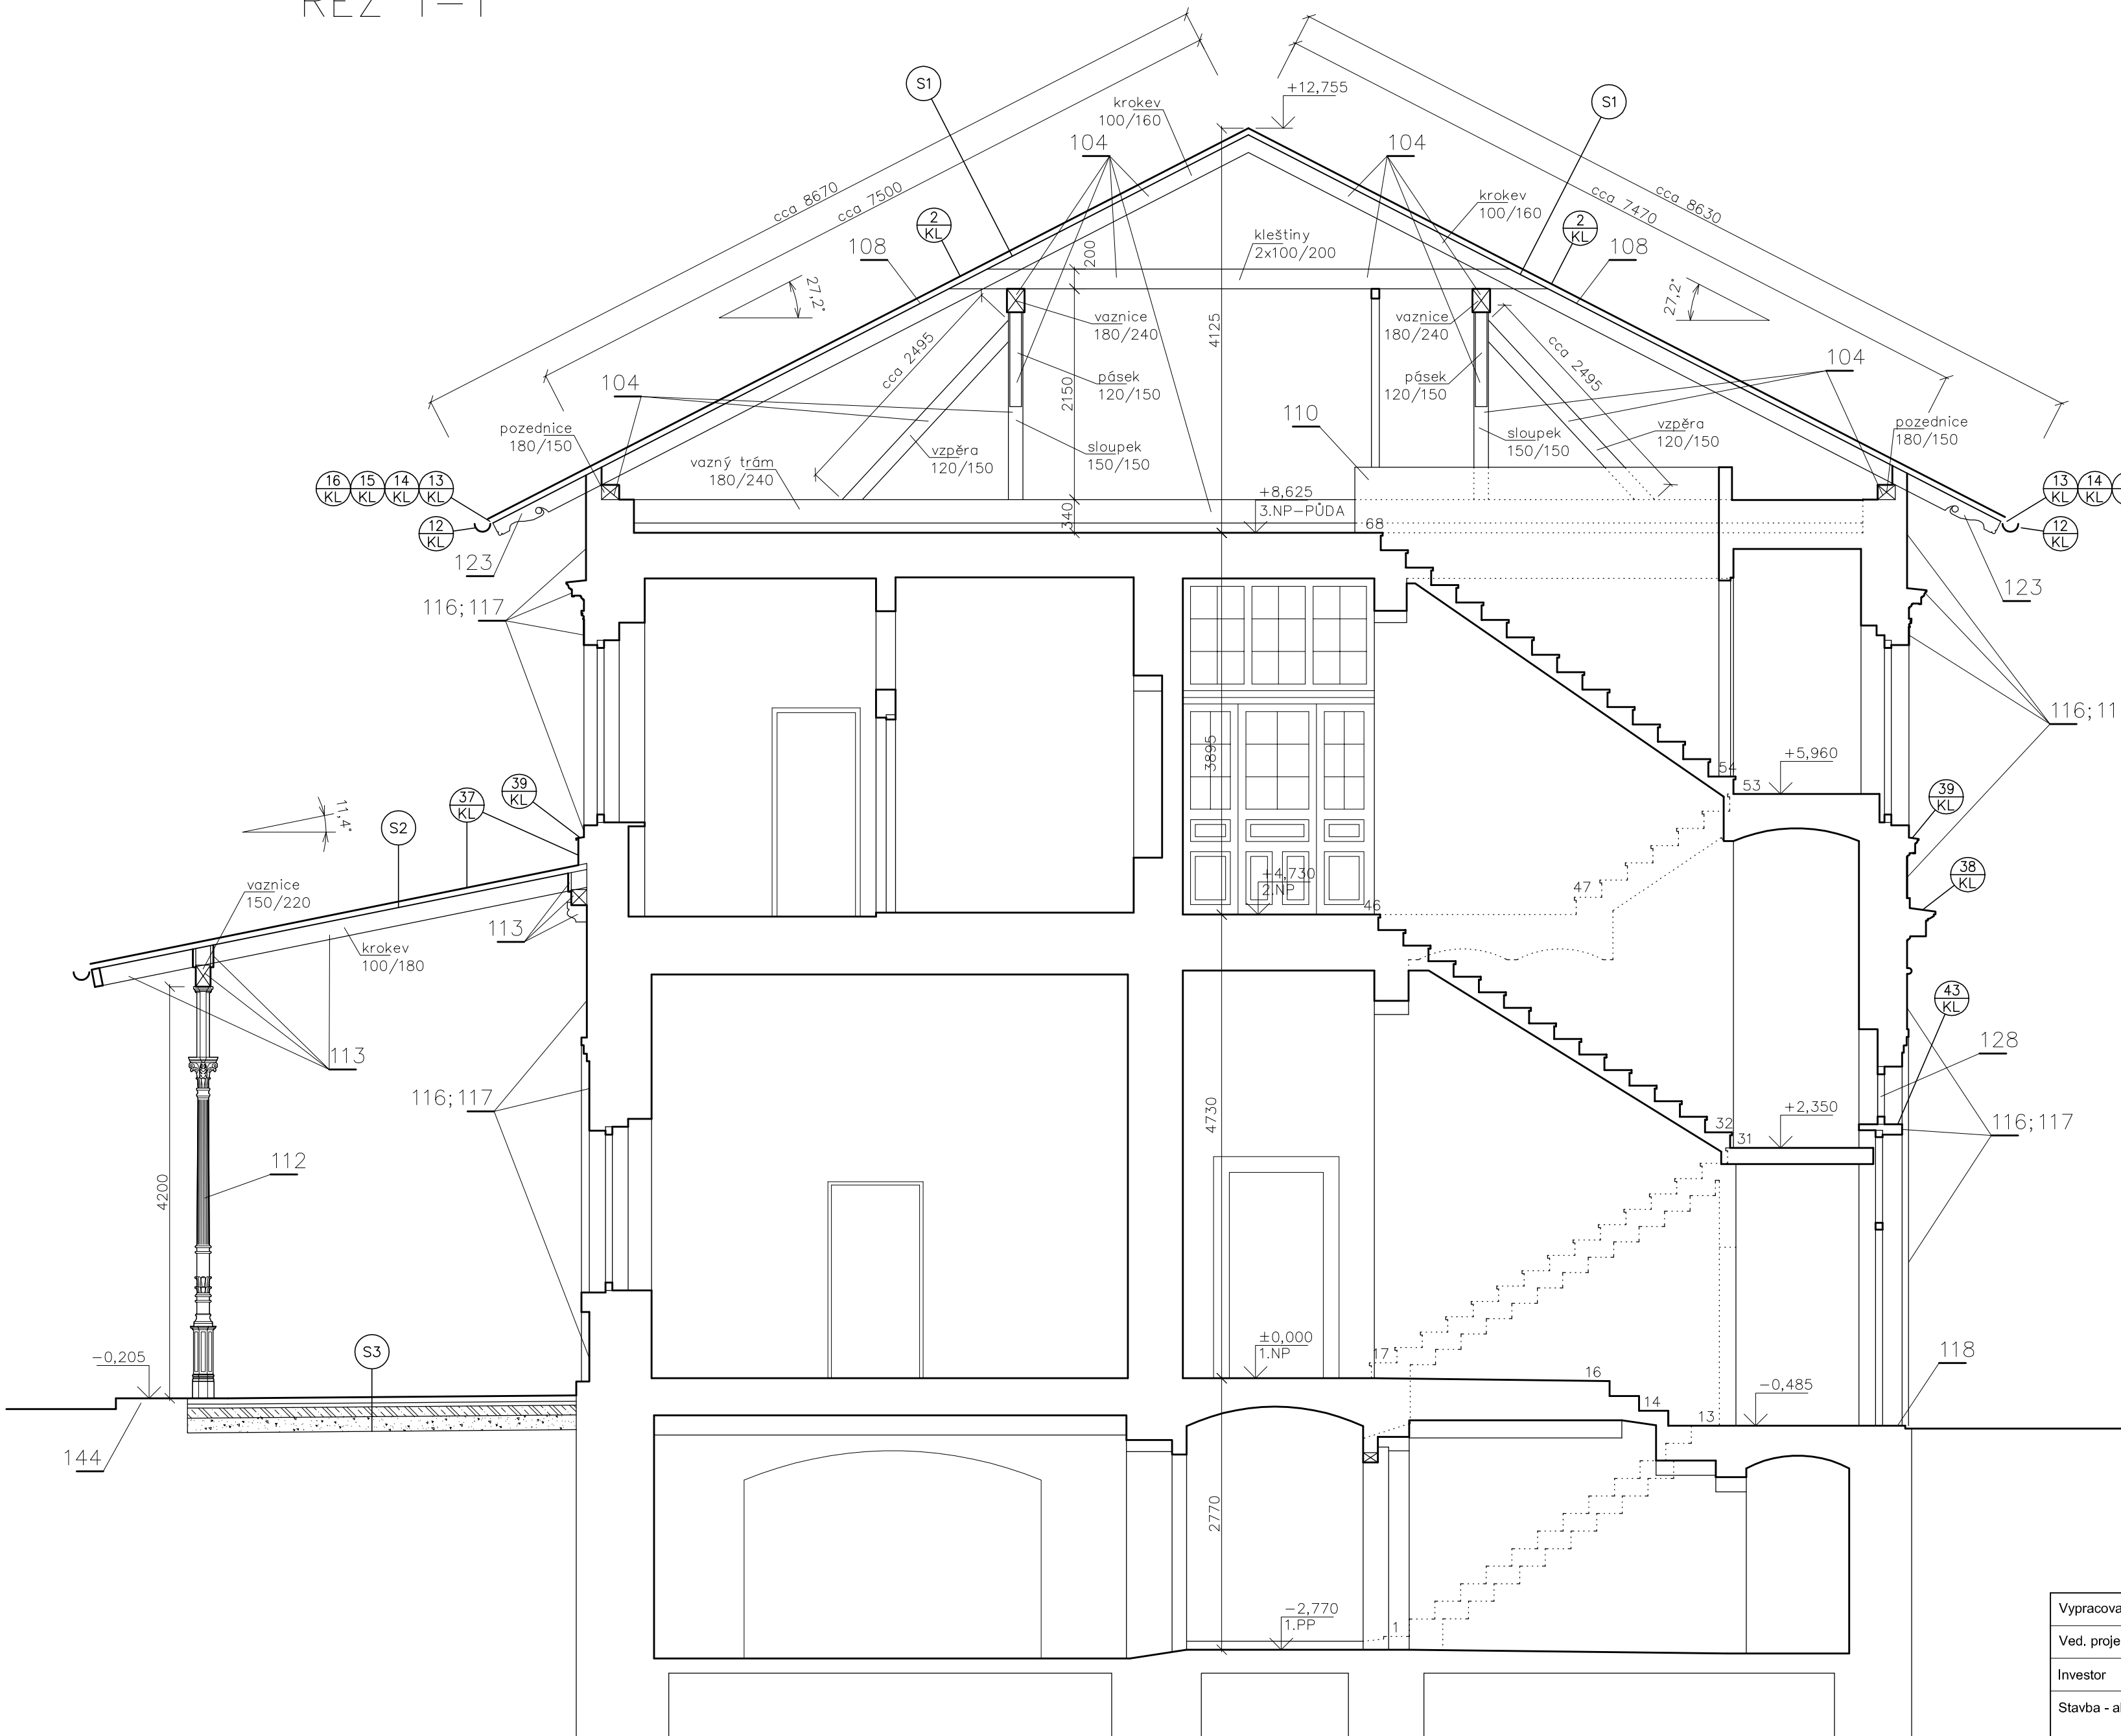 ŘEZ 1–1
+12,755
S1
S1
krokev
100/160
104
104
cca 8670
cca 7500
cca 8630
cca 7470
krokev
100/160
2
KL
2
KL
kleštiny
2x100/200
108
108
200
27,2°
27,2°
vaznice
180/240
vaznice
180/240
4125
cca 2495
cca 2495
104
104
pásek
120/150
pásek
120/150
2150
110
pozednice
180/150
pozednice
180/150
vzpěra
120/150
sloupek
150/150
sloupek
150/150
vzpěra
120/150
vazný trám
180/240
16
KL
15
KL
14
KL
13
KL
13
KL
14
KL
12
KL
12
KL
+8,625
3.NP–PŮDA
340
68
123
123
116;117
116;11
3895
54
+5,960
53
39
KL
37
KL
39
KL
11,4°
S2
38
KL
vaznice
150/220
+4,730
2.NP
46
47
113
krokev
100/180
43
KL
128
113
116;117
4730
+2,350
32
31
116;117
112
4200
±0,000
1.NP
17
16
118
S3
-0,205
14
-0,485
13
144
2770
-2,770
1.PP
1
Ved. proje
Investor